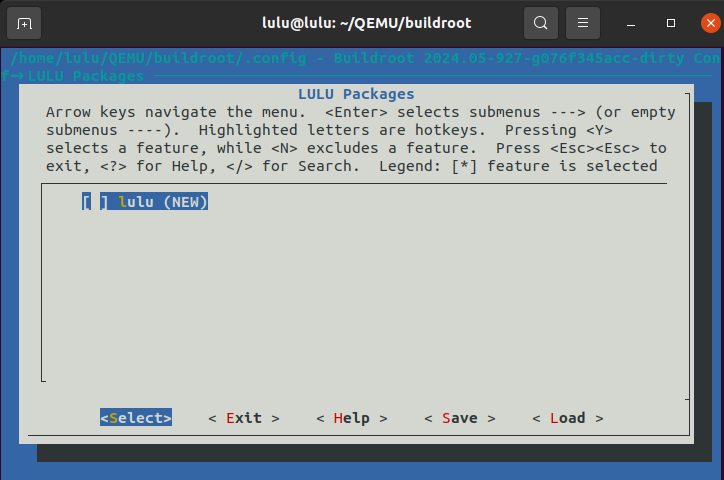 lulu@lulu: ~/QEMU/buildroot
/home/lulu/QEMU/buildroot/.config - Buildroot 2024.05-927-g076f345acc-dirty Con
f→LULU Packages
LULU Packages
Arrow keys navigate the menu.  <Enter> selects submenus ---> (or empty
submenus ----).  Highlighted letters are hotkeys.  Pressing <Y>
selects a feature, while <N> excludes a feature.  Press <Esc><Esc> to
exit, <?> for Help, </> for Search.  Legend: [*] feature is selected
[ ] lulu (NEW)
<Select>    < Exit >    < Help >    < Save >    < Load >